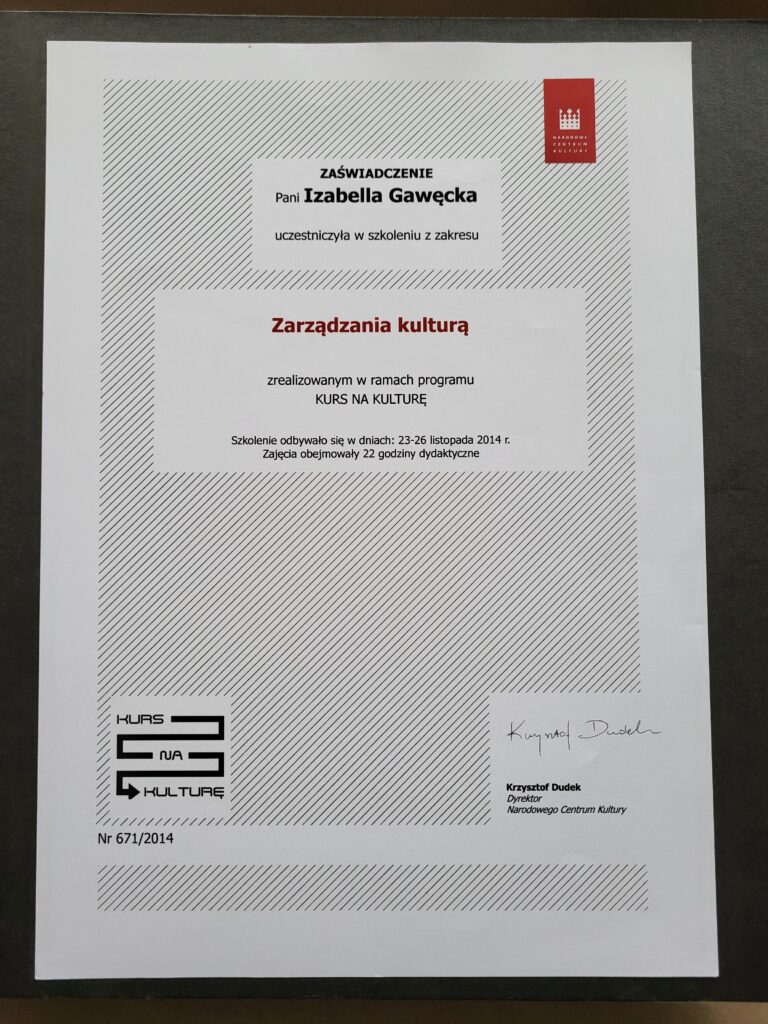 NARODOWE
CENTRUM
KULTURY
ZAŚWIADCZENIE
Pani Izabella Gawęcka
uczestniczyła w szkoleniu z zakresu
Zarządzania kulturą
zrealizowanym w ramach programu
KURS NA KULTURĘ
Szkolenie odbywało się w dniach: 23-26 listopada 2014 r.
Zajęcia obejmowały 22 godziny dydaktyczne
KURS
NA
KULTURĘ
Krzysztof Dudek
Krzysztof Dudek
Dyrektor
Narodowego Centrum Kultury
Nr 671/2014